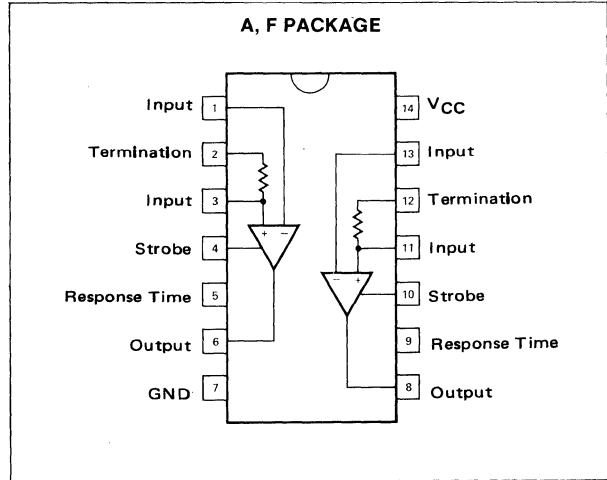 A, F PACKAGE
Input 1
Termination 2
Input 3
Strobe 4
Response Time 5
Output 6
GND 7
14 VCC
13 Input
12 Termination
11 Input
10 Strobe
9 Response Time
8 Output
+ −
− +